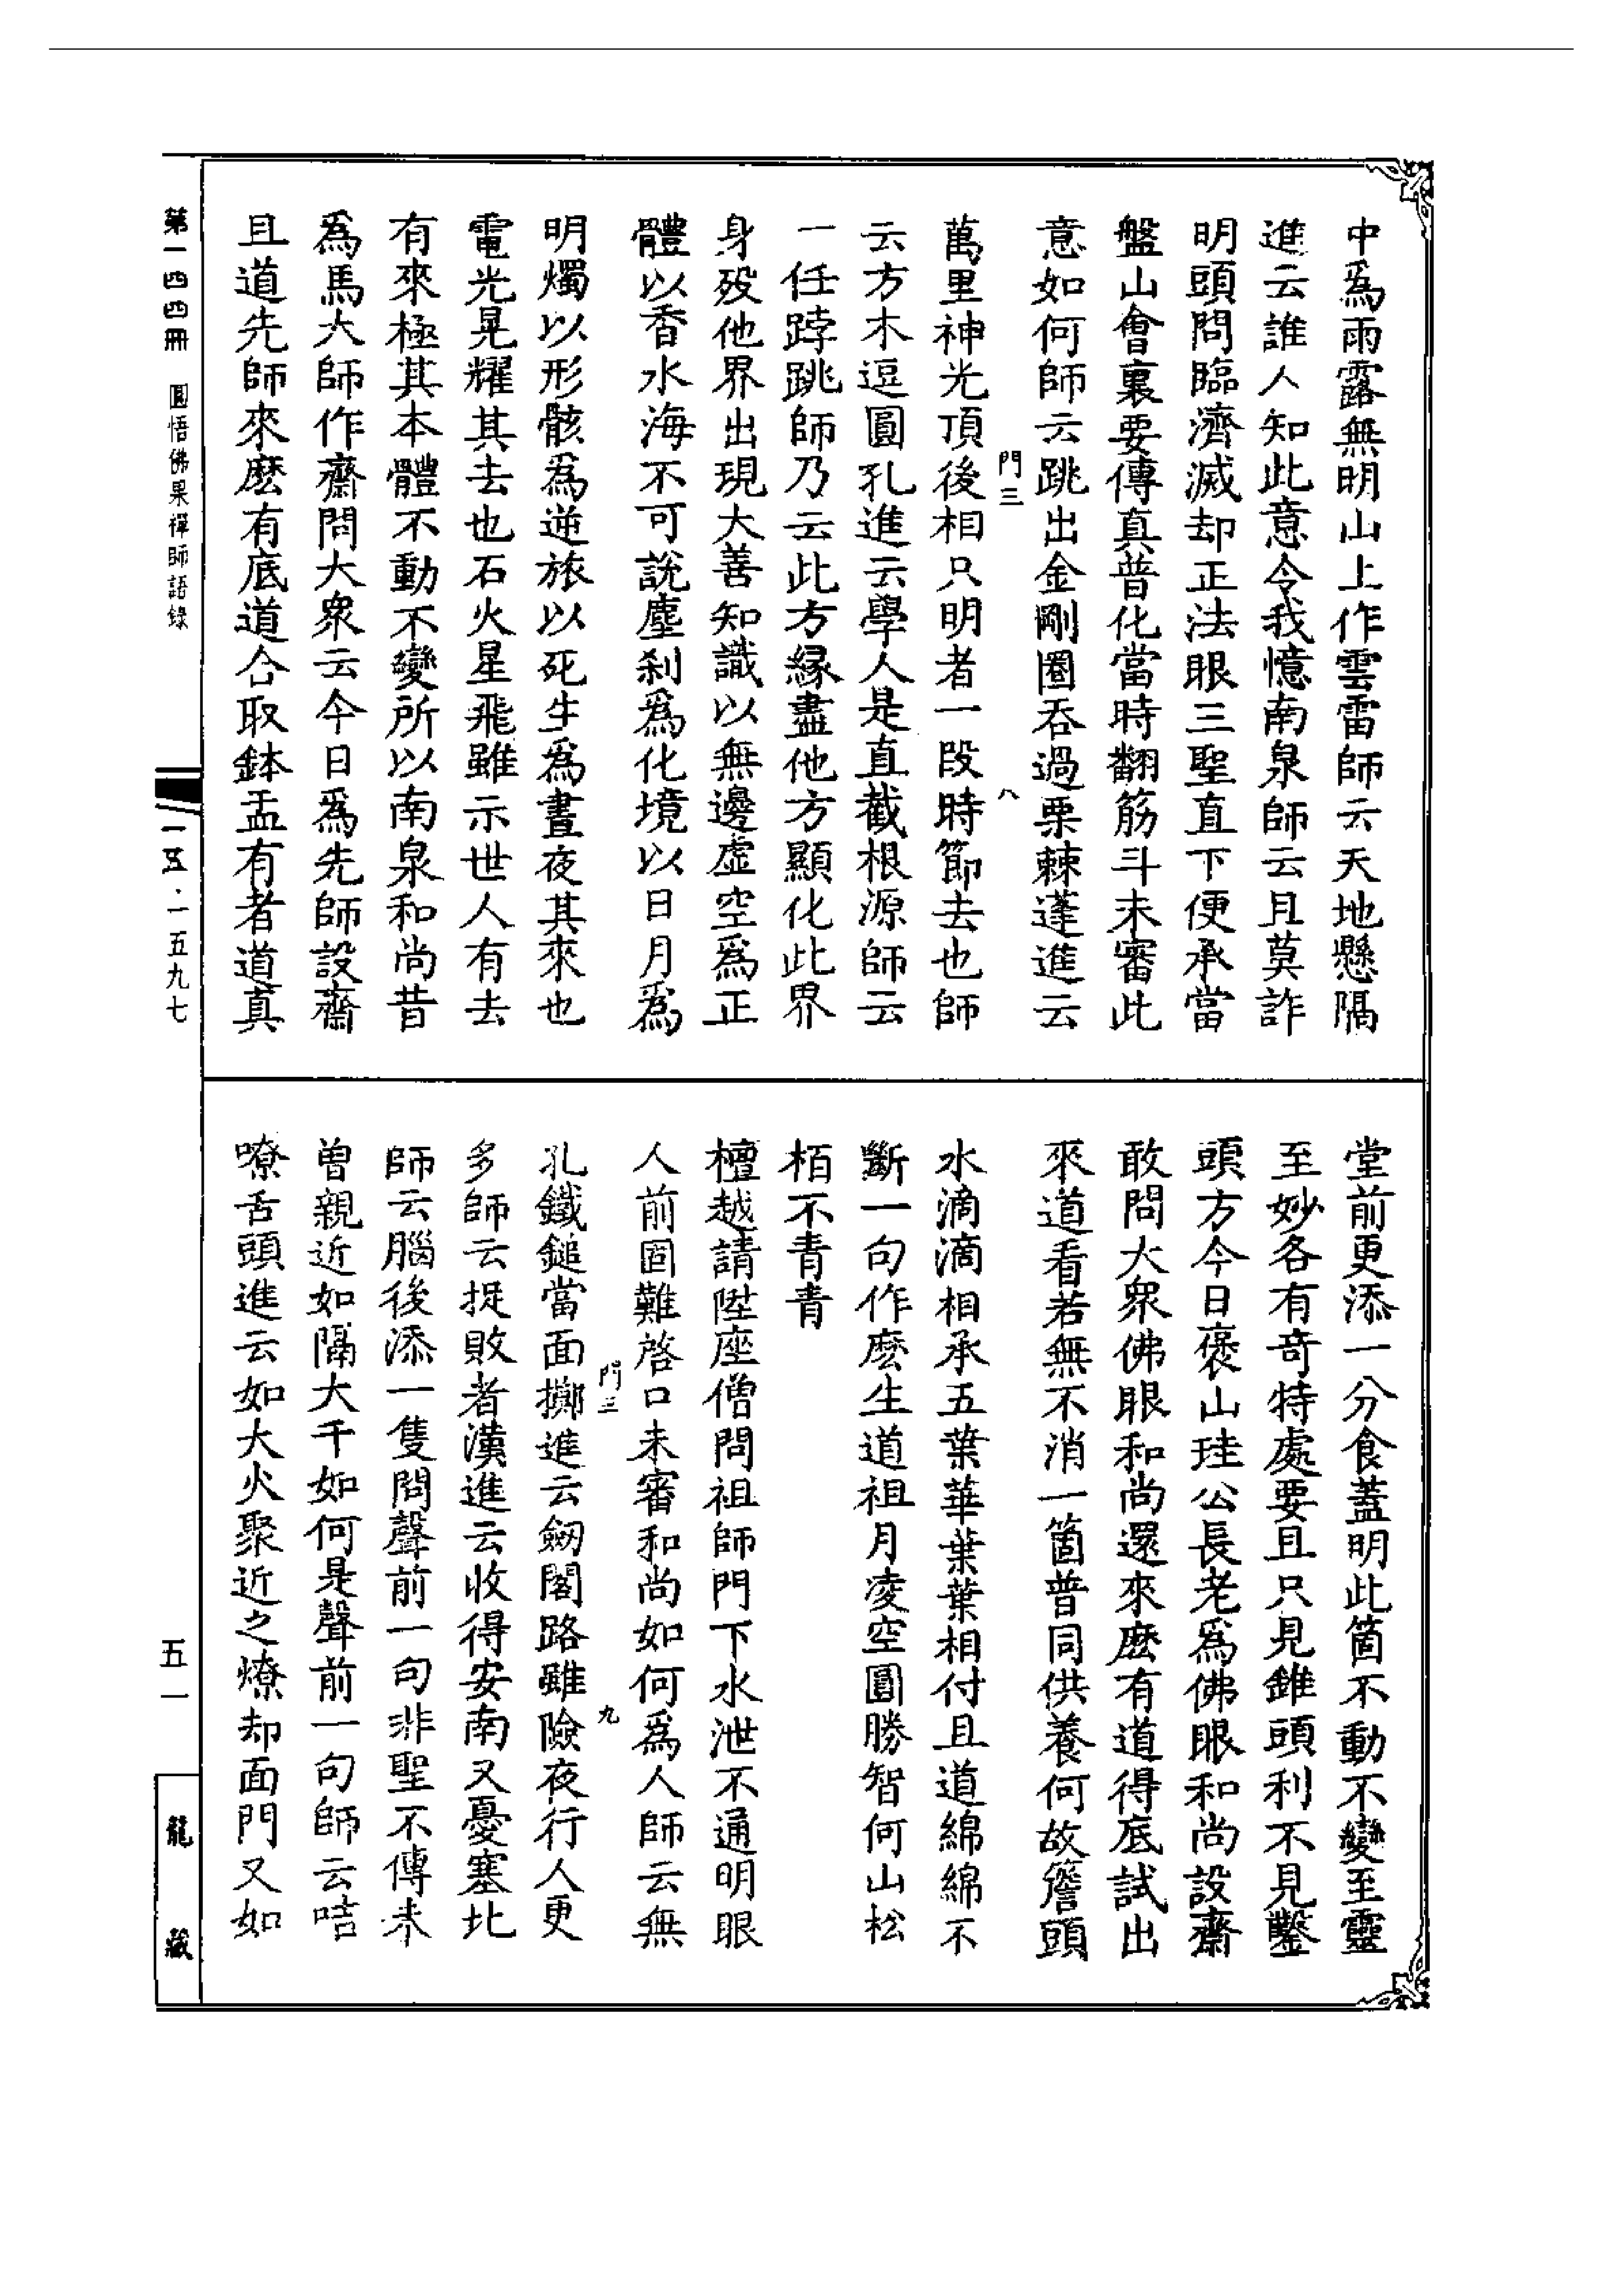 中爲雨露無明山上作雲雷師云天地懸隔
進云誰人知此意令我憶南泉師云且莫詐
明頭問臨濟滅却正法眼三聖直下便承當
盤山會裏要傳真普化當時翻筋斗未審此
意如何師云跳出金剛圈吞過栗棘蓬進云
門三
八
萬里神光頂後相只明者一段時節去也師
云方木逗圓孔進云學人是直截根源師云
一任跨跳師乃云此方緣盡他方顯化此界
身歿他界出現大善知識以無邊虛空爲正
體以香水海不可說塵刹爲化境以日月爲
明燭以形骸爲逆旅以死生爲晝夜其來也
電光晃耀其去也石火星飛雖示世人有去
有來極其本體不動不變所以南泉和尚昔
爲馬大師作齋問大衆云今日爲先師設齋
且道先師來麽有底道合取鉢盂有者道真
堂前更添一分食蓋明此箇不動不變至靈
至妙各有奇特處要且只見錐頭利不見鑿
頭方今日褒山珪公長老爲佛眼和尚設齋
敢問大衆佛眼和尚還來麽有道得底試出
來道看若無不消一箇普同供養何故簷頭
水滴滴相承五葉華葉葉相付且道綿綿不
斷一句作麽生道祖月凌空圓勝智何山松
栢不青青
檀越請陞座僧問祖師門下水泄不通明眼
人前固難啓口未審和尚如何爲人師云無
門三
九
孔鐵鎚當面擲進云劒閣路雖險夜行人更
多師云捉敗者漢進云收得安南又憂塞北
師云腦後添一隻問聲前一句非聖不傳未
曾親近如隔大千如何是聲前一句師云咭
嘹舌頭進云如大火聚近之燎却面門又如
第一四四冊 圓悟佛果禪師語錄
一五·一五九七
五一
龍藏